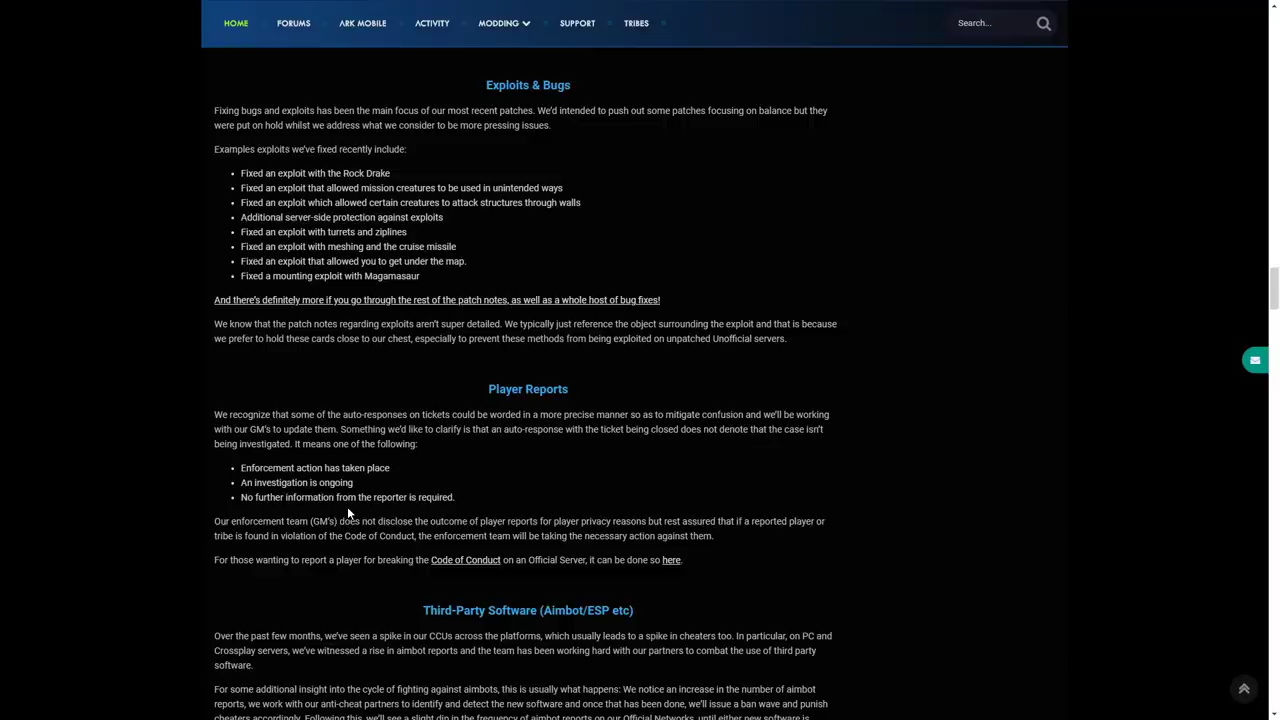 HOME FORUMS ARK MOBILE ACTIVITY MODDING SUPPORT TRIBES Search...
Exploits & Bugs
Fixing bugs and exploits has been the main focus of our most recent patches. We'd intended to push out some patches focusing on balance but they
were put on hold whilst we address what we consider to be more pressing issues.
Examples exploits we've fixed recently include:
• Fixed an exploit with the Rock Drake
• Fixed an exploit that allowed mission creatures to be used in unintended ways
• Fixed an exploit which allowed certain creatures to attack structures through walls
• Additional server-side protection against exploits
• Fixed an exploit with turrets and ziplines
• Fixed an exploit with meshing and the cruise missile
• Fixed an exploit that allowed you to get under the map.
• Fixed a mounting exploit with Magamasaur
And there's definitely more if you go through the rest of the patch notes, as well as a whole host of bug fixes!
We know that the patch notes regarding exploits aren't super detailed. We typically just reference the object surrounding the exploit and that is because
we prefer to hold these cards close to our chest, especially to prevent these methods from being exploited on unpatched Unofficial servers.
Player Reports
We recognize that some of the auto-responses on tickets could be worded in a more precise manner so as to mitigate confusion and we'll be working
with our GM's to update them. Something we'd like to clarify is that an auto-response with the ticket being closed does not denote that the case isn't
being investigated. It means one of the following:
• Enforcement action has taken place
• An investigation is ongoing
• No further information from the reporter is required.
Our enforcement team (GM's) does not disclose the outcome of player reports for player privacy reasons but rest assured that if a reported player or
tribe is found in violation of the Code of Conduct, the enforcement team will be taking the necessary action against them.
For those wanting to report a player for breaking the Code of Conduct on an Official Server, it can be done so here.
Third-Party Software (Aimbot/ESP etc)
Over the past few months, we've seen a spike in our CCUs across the platforms, which usually leads to a spike in cheaters too. In particular, on PC and
Crossplay servers, we've witnessed a rise in aimbot reports and the team has been working hard with our partners to combat the use of third party
software.
For some additional insight into the cycle of fighting against aimbots, this is usually what happens: We notice an increase in the number of aimbot
reports, we work with our anti-cheat partners to identify and detect the new software and once that has been done, we'll issue a ban wave and punish
cheaters accordingly. Following this, we'll see a slight dip in the frequency of aimbot reports on our Official Networks, until either new software is